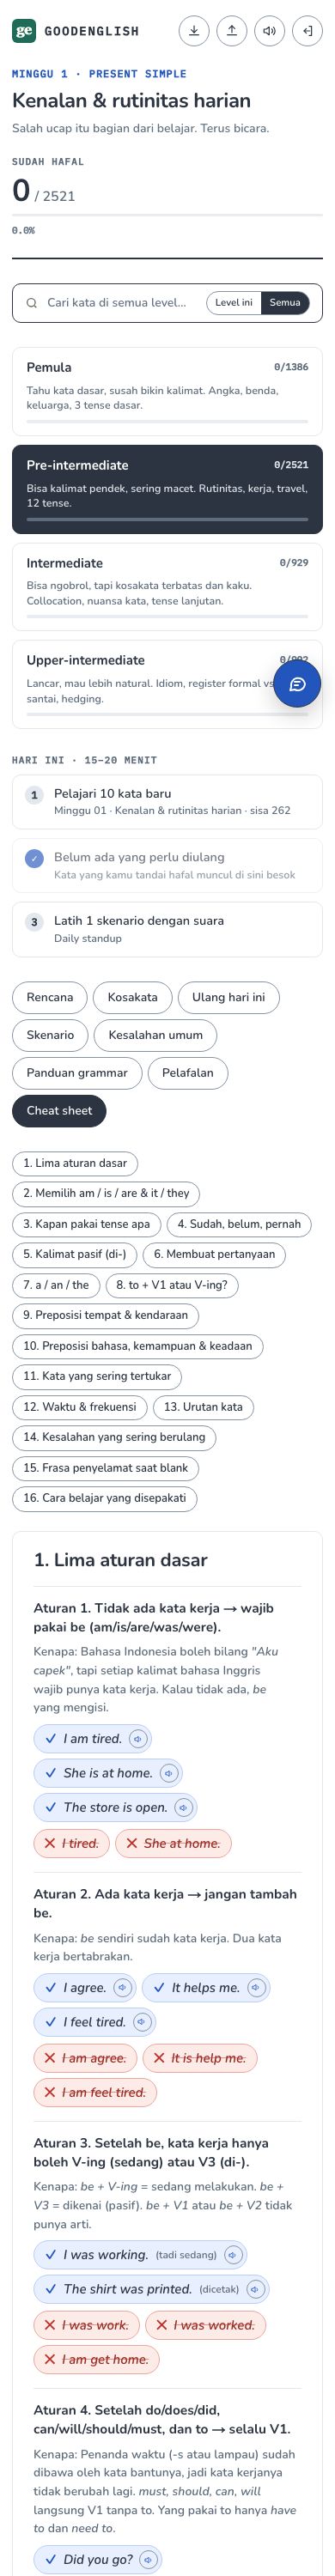 ge GOODENGLISH
MINGGU 1 · PRESENT SIMPLE
Kenalan & rutinitas harian
Salah ucap itu bagian dari belajar. Terus bicara.
SUDAH HAFAL
0 / 2521
0.0%
Cari kata di semua level... Level ini Semua
Pemula 0/1386
Tahu kata dasar, susah bikin kalimat. Angka, benda,
keluarga, 3 tense dasar.
Pre-intermediate 0/2521
Bisa kalimat pendek, sering macet. Rutinitas, kerja, travel,
12 tense.
Intermediate 0/929
Bisa ngobrol, tapi kosakata terbatas dan kaku.
Collocation, nuansa kata, tense lanjutan.
Upper-intermediate
Lancar, mau lebih natural. Idiom, register formal vs
santai, hedging.
HARI INI · 15–20 MENIT
1 Pelajari 10 kata baru
Minggu 01 · Kenalan & rutinitas harian · sisa 262
✓ Belum ada yang perlu diulang
Kata yang kamu tandai hafal muncul di sini besok
3 Latih 1 skenario dengan suara
Daily standup
Rencana Kosakata Ulang hari ini
Skenario Kesalahan umum
Panduan grammar Pelafalan
Cheat sheet
1. Lima aturan dasar
2. Memilih am / is / are & it / they
3. Kapan pakai tense apa 4. Sudah, belum, pernah
5. Kalimat pasif (di-) 6. Membuat pertanyaan
7. a / an / the 8. to + V1 atau V-ing?
9. Preposisi tempat & kendaraan
10. Preposisi bahasa, kemampuan & keadaan
11. Kata yang sering tertukar
12. Waktu & frekuensi 13. Urutan kata
14. Kesalahan yang sering berulang
15. Frasa penyelamat saat blank
16. Cara belajar yang disepakati
1. Lima aturan dasar
Aturan 1. Tidak ada kata kerja → wajib
pakai be (am/is/are/was/were).
Kenapa: Bahasa Indonesia boleh bilang "Aku
capek", tapi setiap kalimat bahasa Inggris
wajib punya kata kerja. Kalau tidak ada, be
yang mengisi.
✓ I am tired.
✓ She is at home.
✓ The store is open.
✕ I tired. ✕ She at home.
Aturan 2. Ada kata kerja → jangan tambah
be.
Kenapa: be sendiri sudah kata kerja. Dua kata
kerja bertabrakan.
✓ I agree. ✓ It helps me.
✓ I feel tired.
✕ I am agree. ✕ It is help me.
✕ I am feel tired.
Aturan 3. Setelah be, kata kerja hanya
boleh V-ing (sedang) atau V3 (di-).
Kenapa: be + V-ing = sedang melakukan. be +
V3 = dikenai (pasif). be + V1 atau be + V2 tidak
punya arti.
✓ I was working. (tadi sedang)
✓ The shirt was printed. (dicetak)
✕ I was work. ✕ I was worked.
✕ I am get home.
Aturan 4. Setelah do/does/did,
can/will/should/must, dan to → selalu V1.
Kenapa: Penanda waktu (-s atau lampau) sudah
dibawa oleh kata bantunya, jadi kata kerjanya
tidak berubah lagi. must, should, can, will
langsung V1 tanpa to. Yang pakai to hanya have
to dan need to.
✓ Did you go?